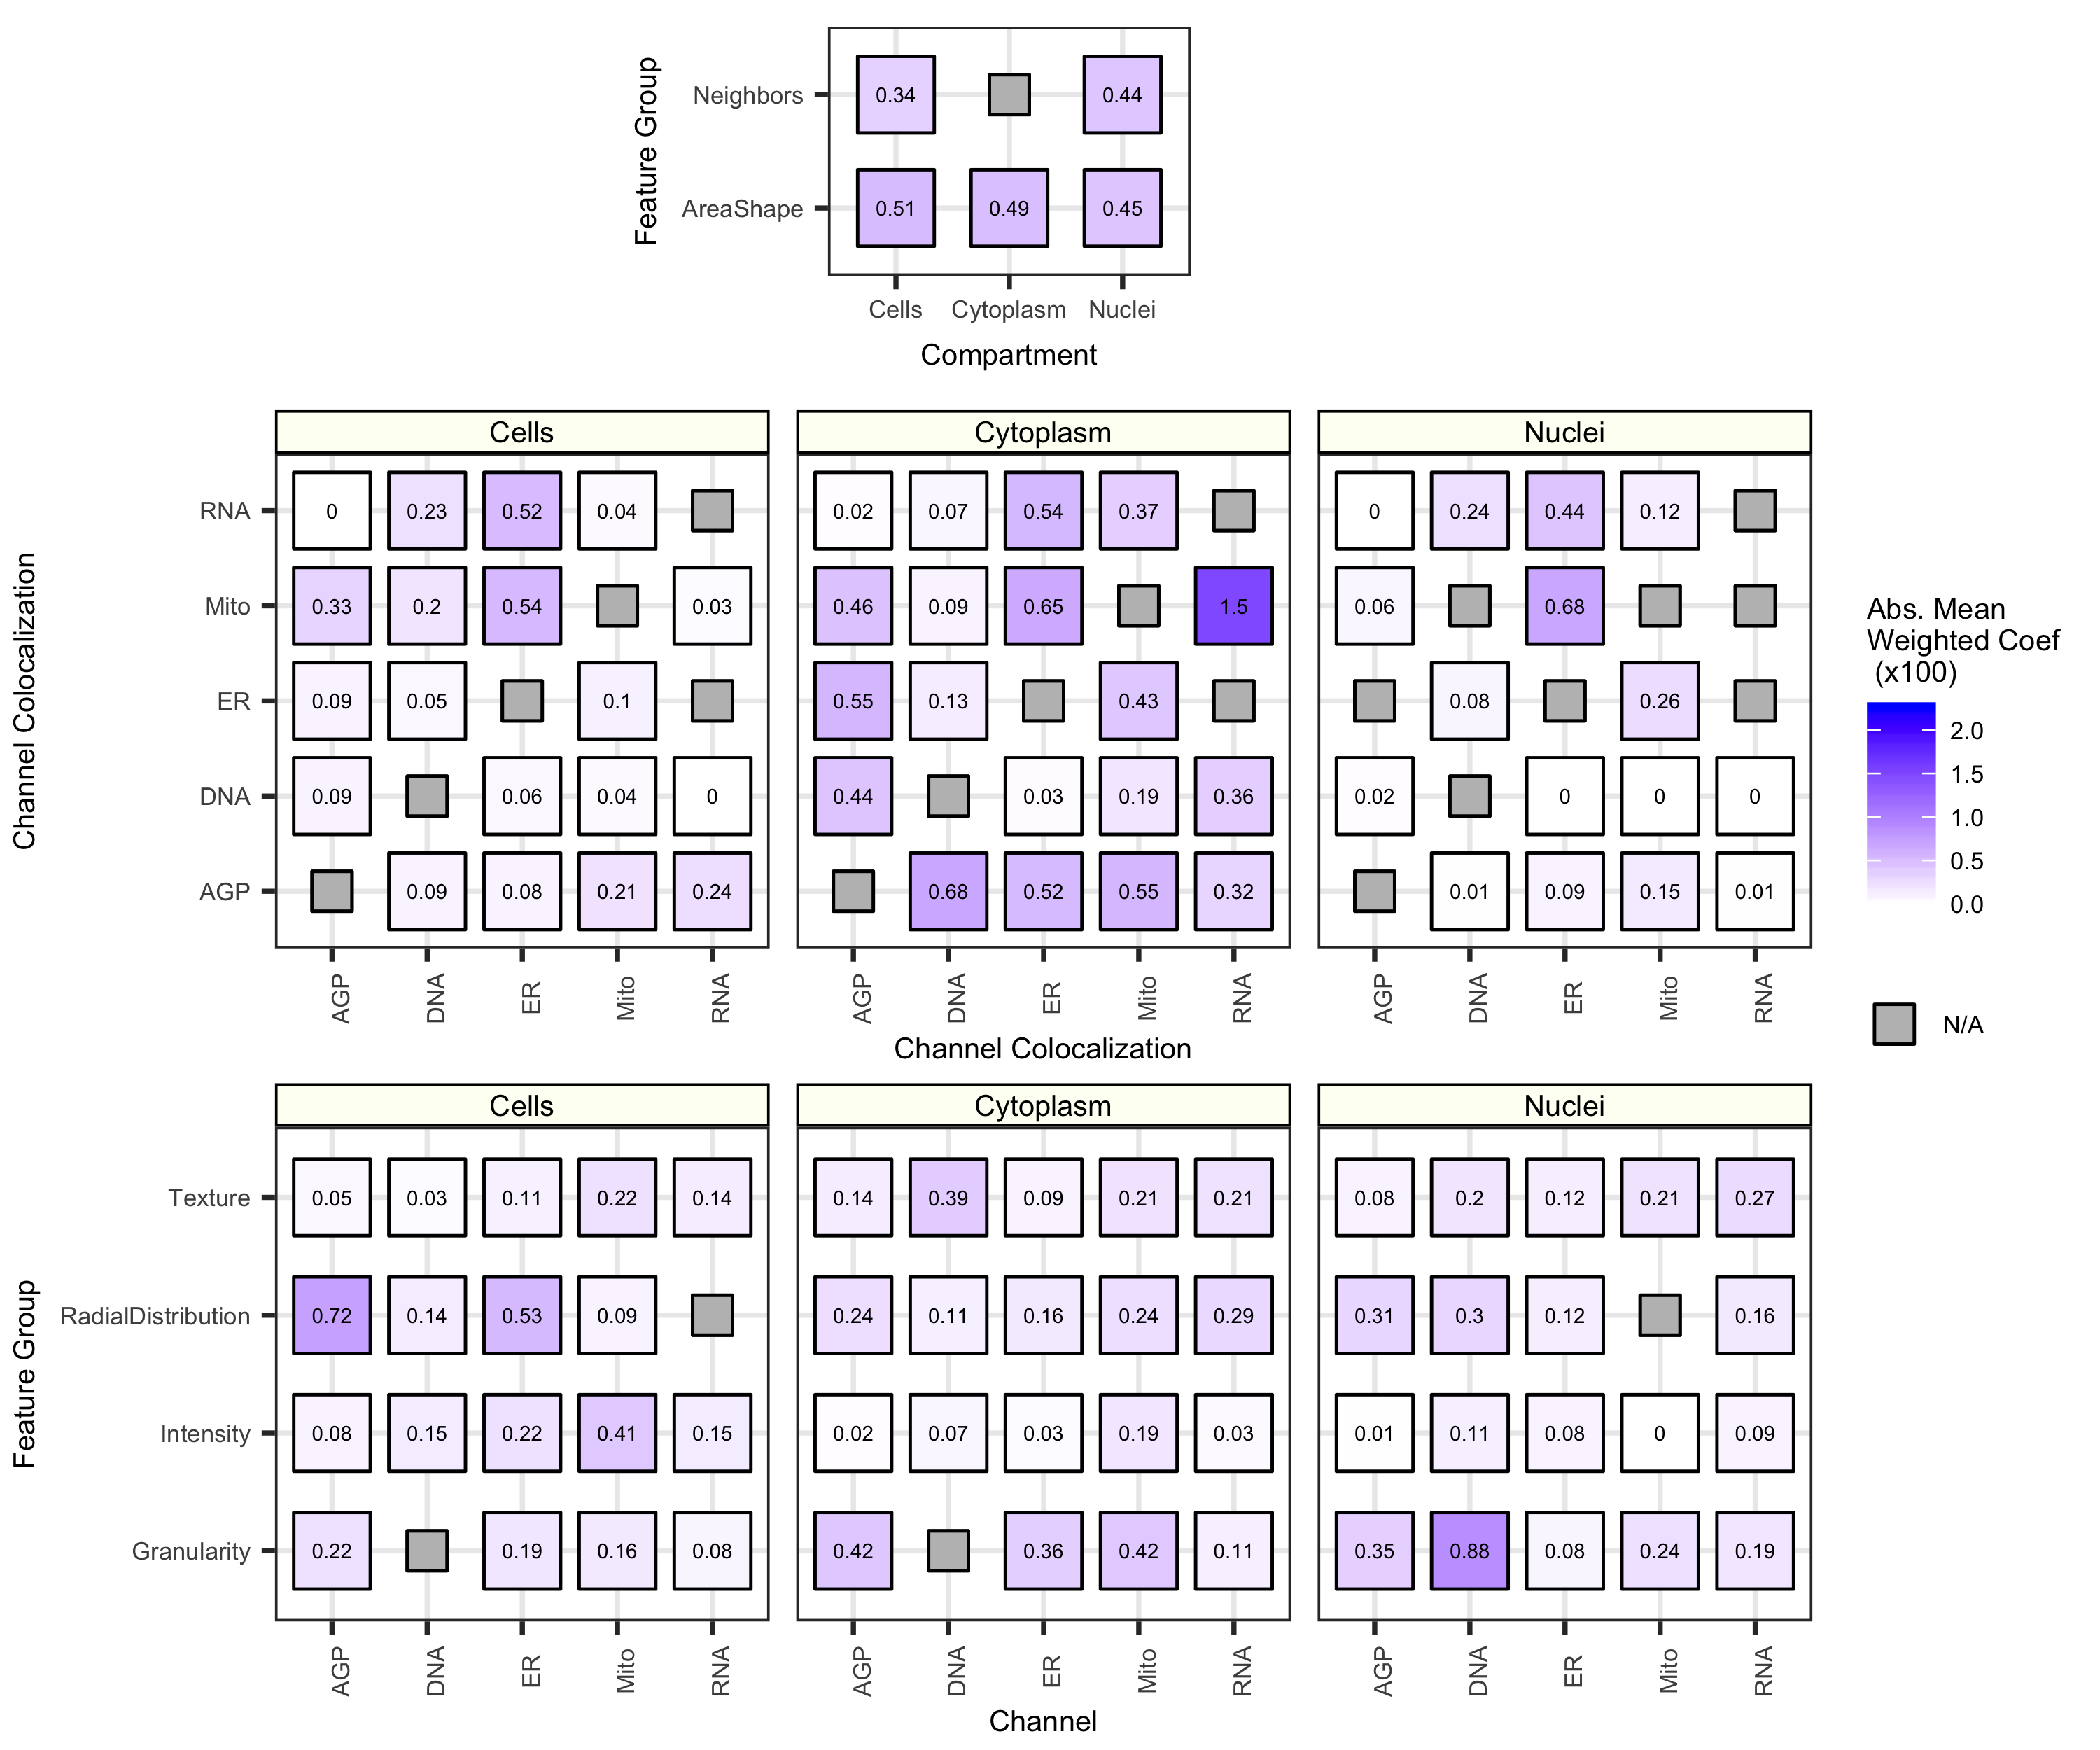 Feature Group
Neighbors 0.34 0.44
AreaShape 0.51 0.49 0.45
Cells Cytoplasm Nuclei
Compartment
Channel Colocalization
Cells Cytoplasm Nuclei
RNA 0 0.23 0.52 0.04 0.02 0.07 0.54 0.37 0 0.24 0.44 0.12
Mito 0.33 0.2 0.54 0.03 0.46 0.09 0.65 1.5 0.06 0.68
ER 0.09 0.05 0.1 0.55 0.13 0.43 0.08 0.26
DNA 0.09 0.06 0.04 0 0.44 0.03 0.19 0.36 0.02 0 0 0
AGP 0.09 0.08 0.21 0.24 0.68 0.52 0.55 0.32 0.01 0.09 0.15 0.01
AGP DNA ER Mito RNA AGP DNA ER Mito RNA AGP DNA ER Mito RNA
Channel Colocalization
Abs. Mean
Weighted Coef
(x100)
2.0
1.5
1.0
0.5
0.0
N/A
Feature Group
Cells Cytoplasm Nuclei
Texture 0.05 0.03 0.11 0.22 0.14 0.14 0.39 0.09 0.21 0.21 0.08 0.2 0.12 0.21 0.27
RadialDistribution 0.72 0.14 0.53 0.09 0.24 0.11 0.16 0.24 0.29 0.31 0.3 0.12 0.16
Intensity 0.08 0.15 0.22 0.41 0.15 0.02 0.07 0.03 0.19 0.03 0.01 0.11 0.08 0 0.09
Granularity 0.22 0.19 0.16 0.08 0.42 0.36 0.42 0.11 0.35 0.88 0.08 0.24 0.19
AGP DNA ER Mito RNA AGP DNA ER Mito RNA AGP DNA ER Mito RNA
Channel